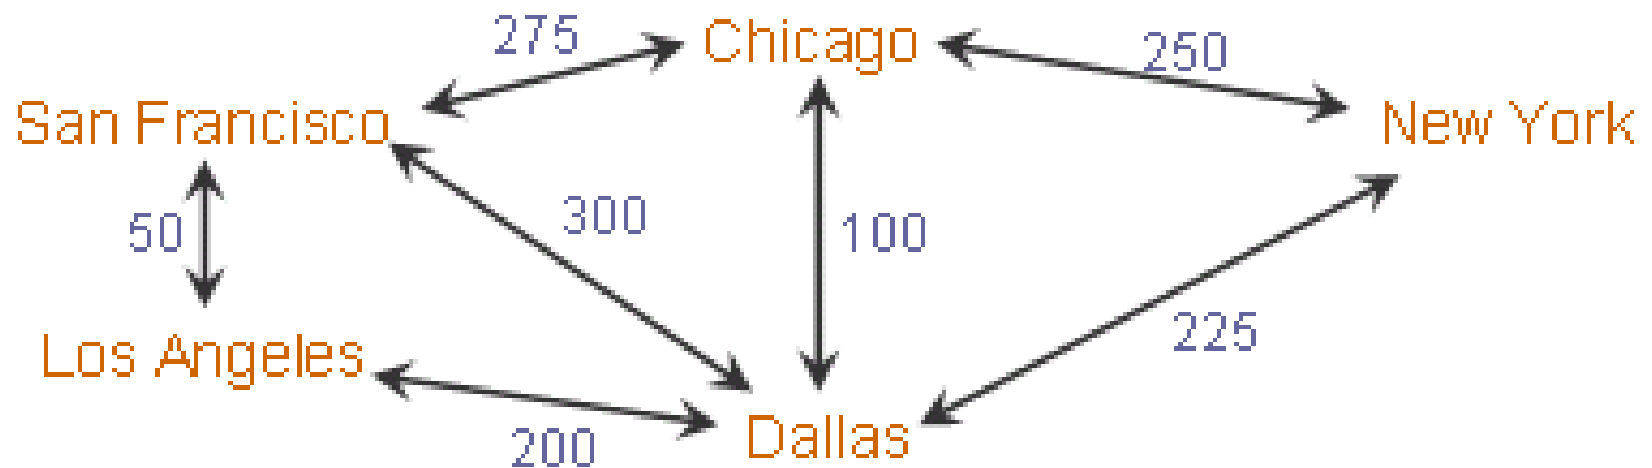 275
Chicago
250
San Francisco
New York
50
300
100
225
Los Angeles
200
Dallas